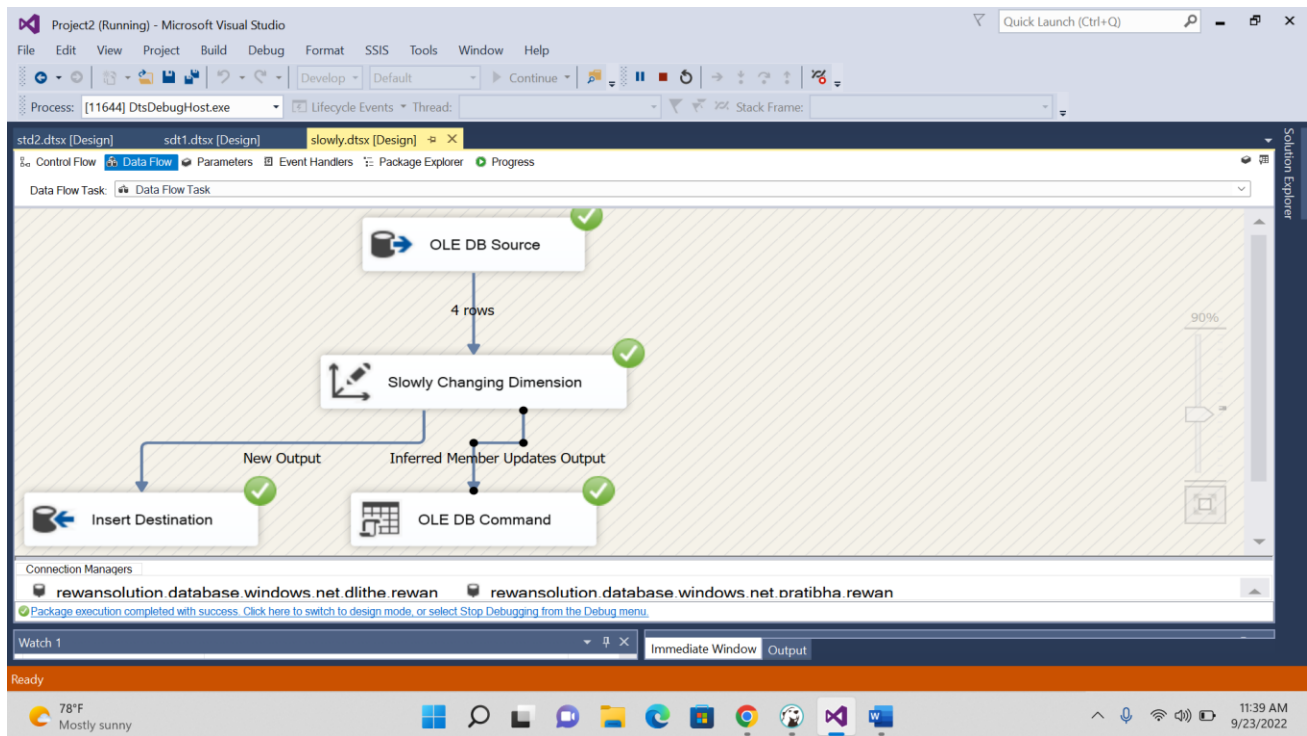 Project2 (Running) - Microsoft Visual Studio
Quick Launch (Ctrl+Q)
File Edit View Project Build Debug Format SSIS Tools Window Help
Develop Default Continue
Process: [11644] DtsDebugHost.exe Lifecycle Events Thread: Stack Frame:
std2.dtsx [Design] sdt1.dtsx [Design] slowly.dtsx [Design]
Solution Explorer
Control Flow Data Flow Parameters Event Handlers Package Explorer Progress
Data Flow Task: Data Flow Task
OLE DB Source
4 rows
90%
Slowly Changing Dimension
New Output Inferred Member Updates Output
Insert Destination OLE DB Command
Connection Managers
rewansolution.database.windows.net.dlithe.rewan rewansolution.database.windows.net.pratibha.rewan
Package execution completed with success. Click here to switch to design mode, or select Stop Debugging from the Debug menu.
Watch 1
Immediate Window Output
Ready
78°F
Mostly sunny
11:39 AM
9/23/2022